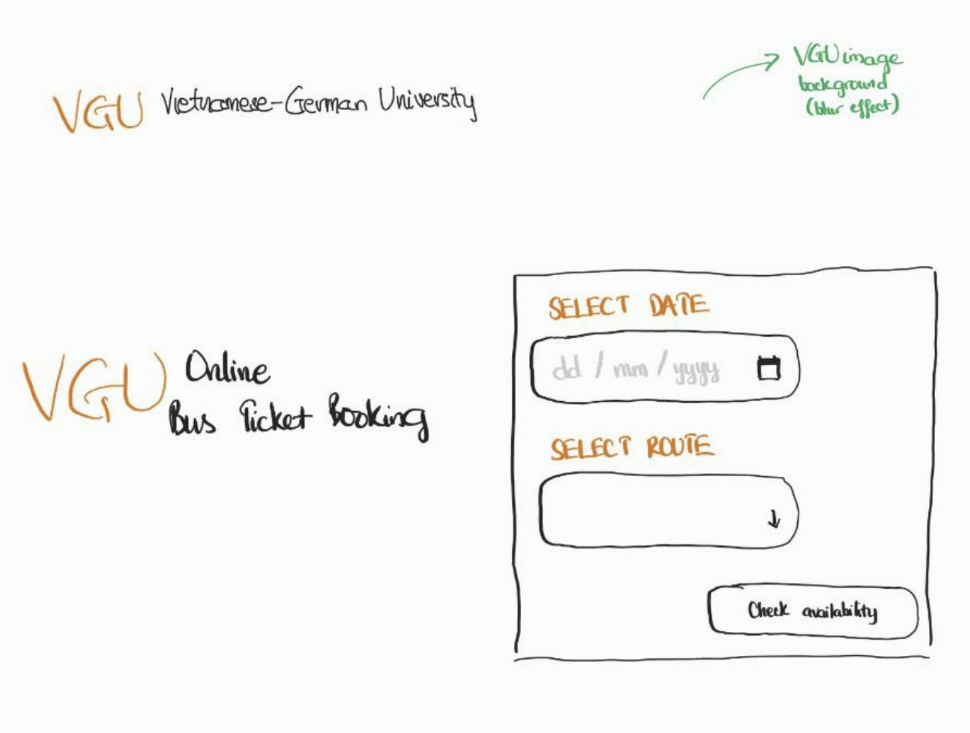 VGU Vietnamese-German University
VGU image
background
(blur effect)
VGU Online
Bus Ticket Booking
SELECT DATE
dd / mm / yyyy
SELECT ROUTE
Check availability